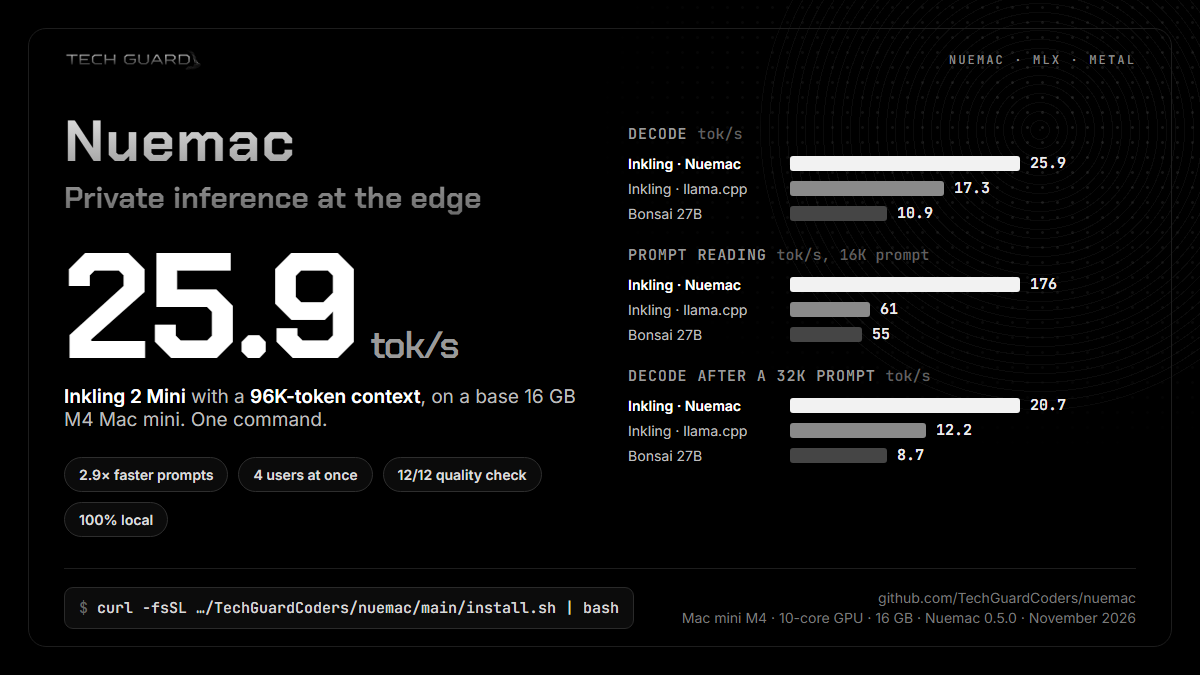 TECH GUARD
NUEMAC · MLX · METAL
Nuemac
Private inference at the edge
25.9 tok/s
Inkling 2 Mini with a 96K-token context, on a base 16 GB
M4 Mac mini. One command.
2.9× faster prompts
4 users at once
12/12 quality check
100% local
DECODE tok/s
Inkling · Nuemac 25.9
Inkling · llama.cpp 17.3
Bonsai 27B 10.9
PROMPT READING tok/s, 16K prompt
Inkling · Nuemac 176
Inkling · llama.cpp 61
Bonsai 27B 55
DECODE AFTER A 32K PROMPT tok/s
Inkling · Nuemac 20.7
Inkling · llama.cpp 12.2
Bonsai 27B 8.7
$ curl -fsSL …/TechGuardCoders/nuemac/main/install.sh | bash
github.com/TechGuardCoders/nuemac
Mac mini M4 · 10-core GPU · 16 GB · Nuemac 0.5.0 · November 2026